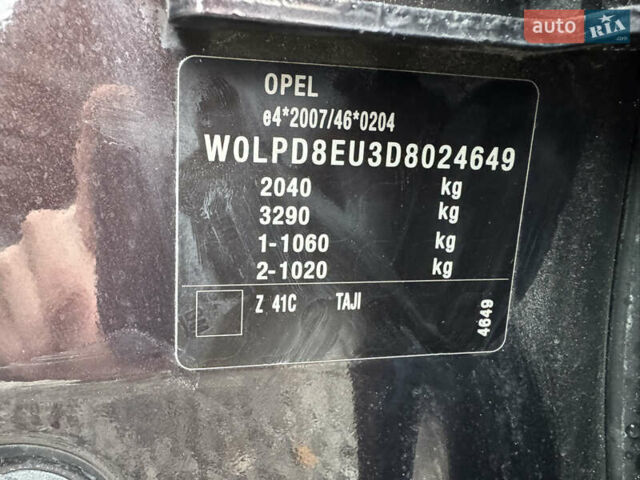 auto RIA.com
OPEL
e4*2007/46*0204
W0LPD8EU3D8024649
2040 kg
3290 kg
1-1060 kg
2-1020 kg
Z 41C TAJI
4649